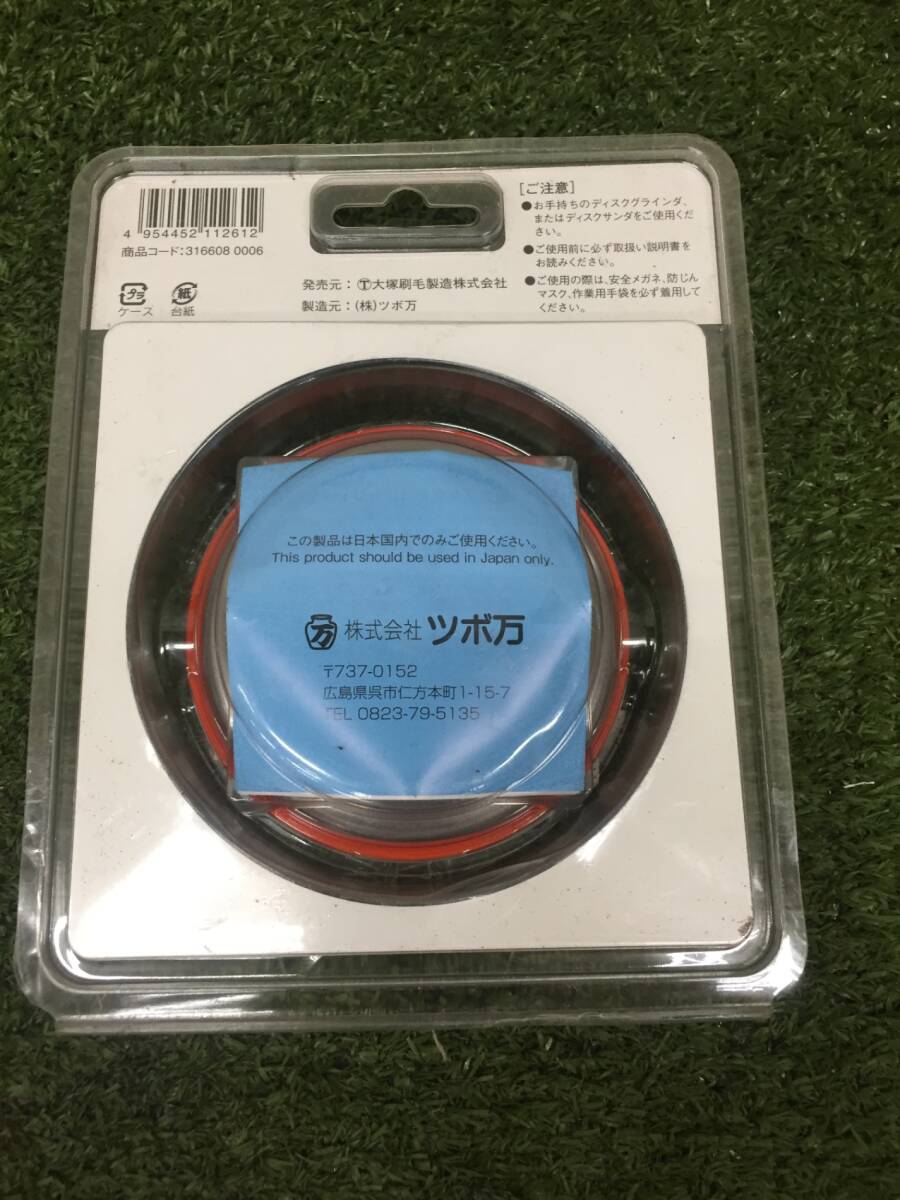 4 954452 112612
商品コード:316608 0006
プラ
ケース
紙
台紙
発売元: Ⓣ大塚刷毛製造株式会社
製造元:(株)ツボ万
[ご注意]
●お手持ちのディスクグラインダ、
またはディスクサンダをご使用くだ
さい。
●ご使用前に必ず取扱い説明書を
お読みください。
●ご使用の際は、安全メガネ、防じん
マスク、作業用手袋を必ず着用して
ください。
この製品は日本国内でのみご使用ください。
This product should be used in Japan only.
万 株式会社 ツボ万
〒737-0152
広島県呉市仁方本町1-15-7
TEL 0823-79-5135